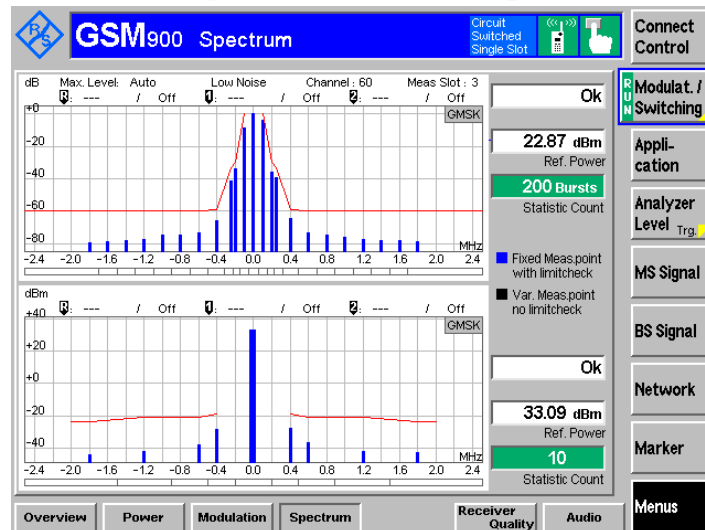 R&S GSM900 Spectrum
Circuit Switched Single Slot
Connect Control
dB Max. Level: Auto Low Noise Channel : 60 Meas Slot : 3
R: --- / Off 1: --- / Off 2: --- / Off
GMSK
+0
-20
-40
-60
-80
MHz
-2.4 -2.0 -1.6 -1.2 -0.8 -0.4 0.0 0.4 0.8 1.2 1.6 2.0 2.4
Ok
22.87 dBm
Ref. Power
200 Bursts
Statistic Count
Fixed Meas.point
with limitcheck
Var. Meas.point
no limitcheck
dBm
R: --- / Off 1: --- / Off 2: --- / Off
GMSK
+40
+20
+0
-20
-40
MHz
-2.4 -2.0 -1.6 -1.2 -0.8 -0.4 0.0 0.4 0.8 1.2 1.6 2.0 2.4
Ok
33.09 dBm
Ref. Power
10
Statistic Count
RUN
Modulat. /
Switching
Appli-
cation
Analyzer
Level Trg.
MS Signal
BS Signal
Network
Marker
Menus
Overview Power Modulation Spectrum Receiver Quality Audio